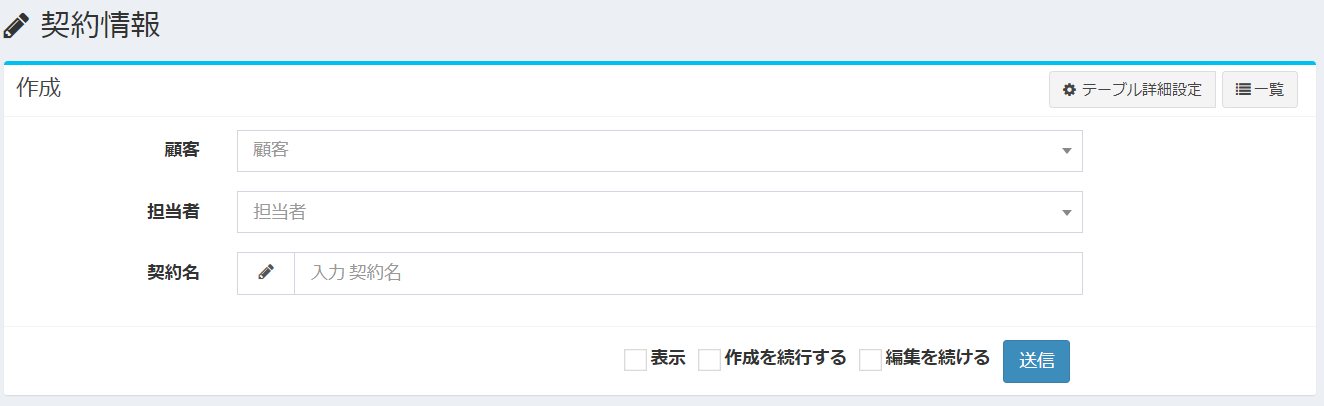 契約情報
作成
テーブル詳細設定 一覧
顧客 顧客
担当者 担当者
契約名 入力 契約名
表示 作成を続行する 編集を続ける 送信